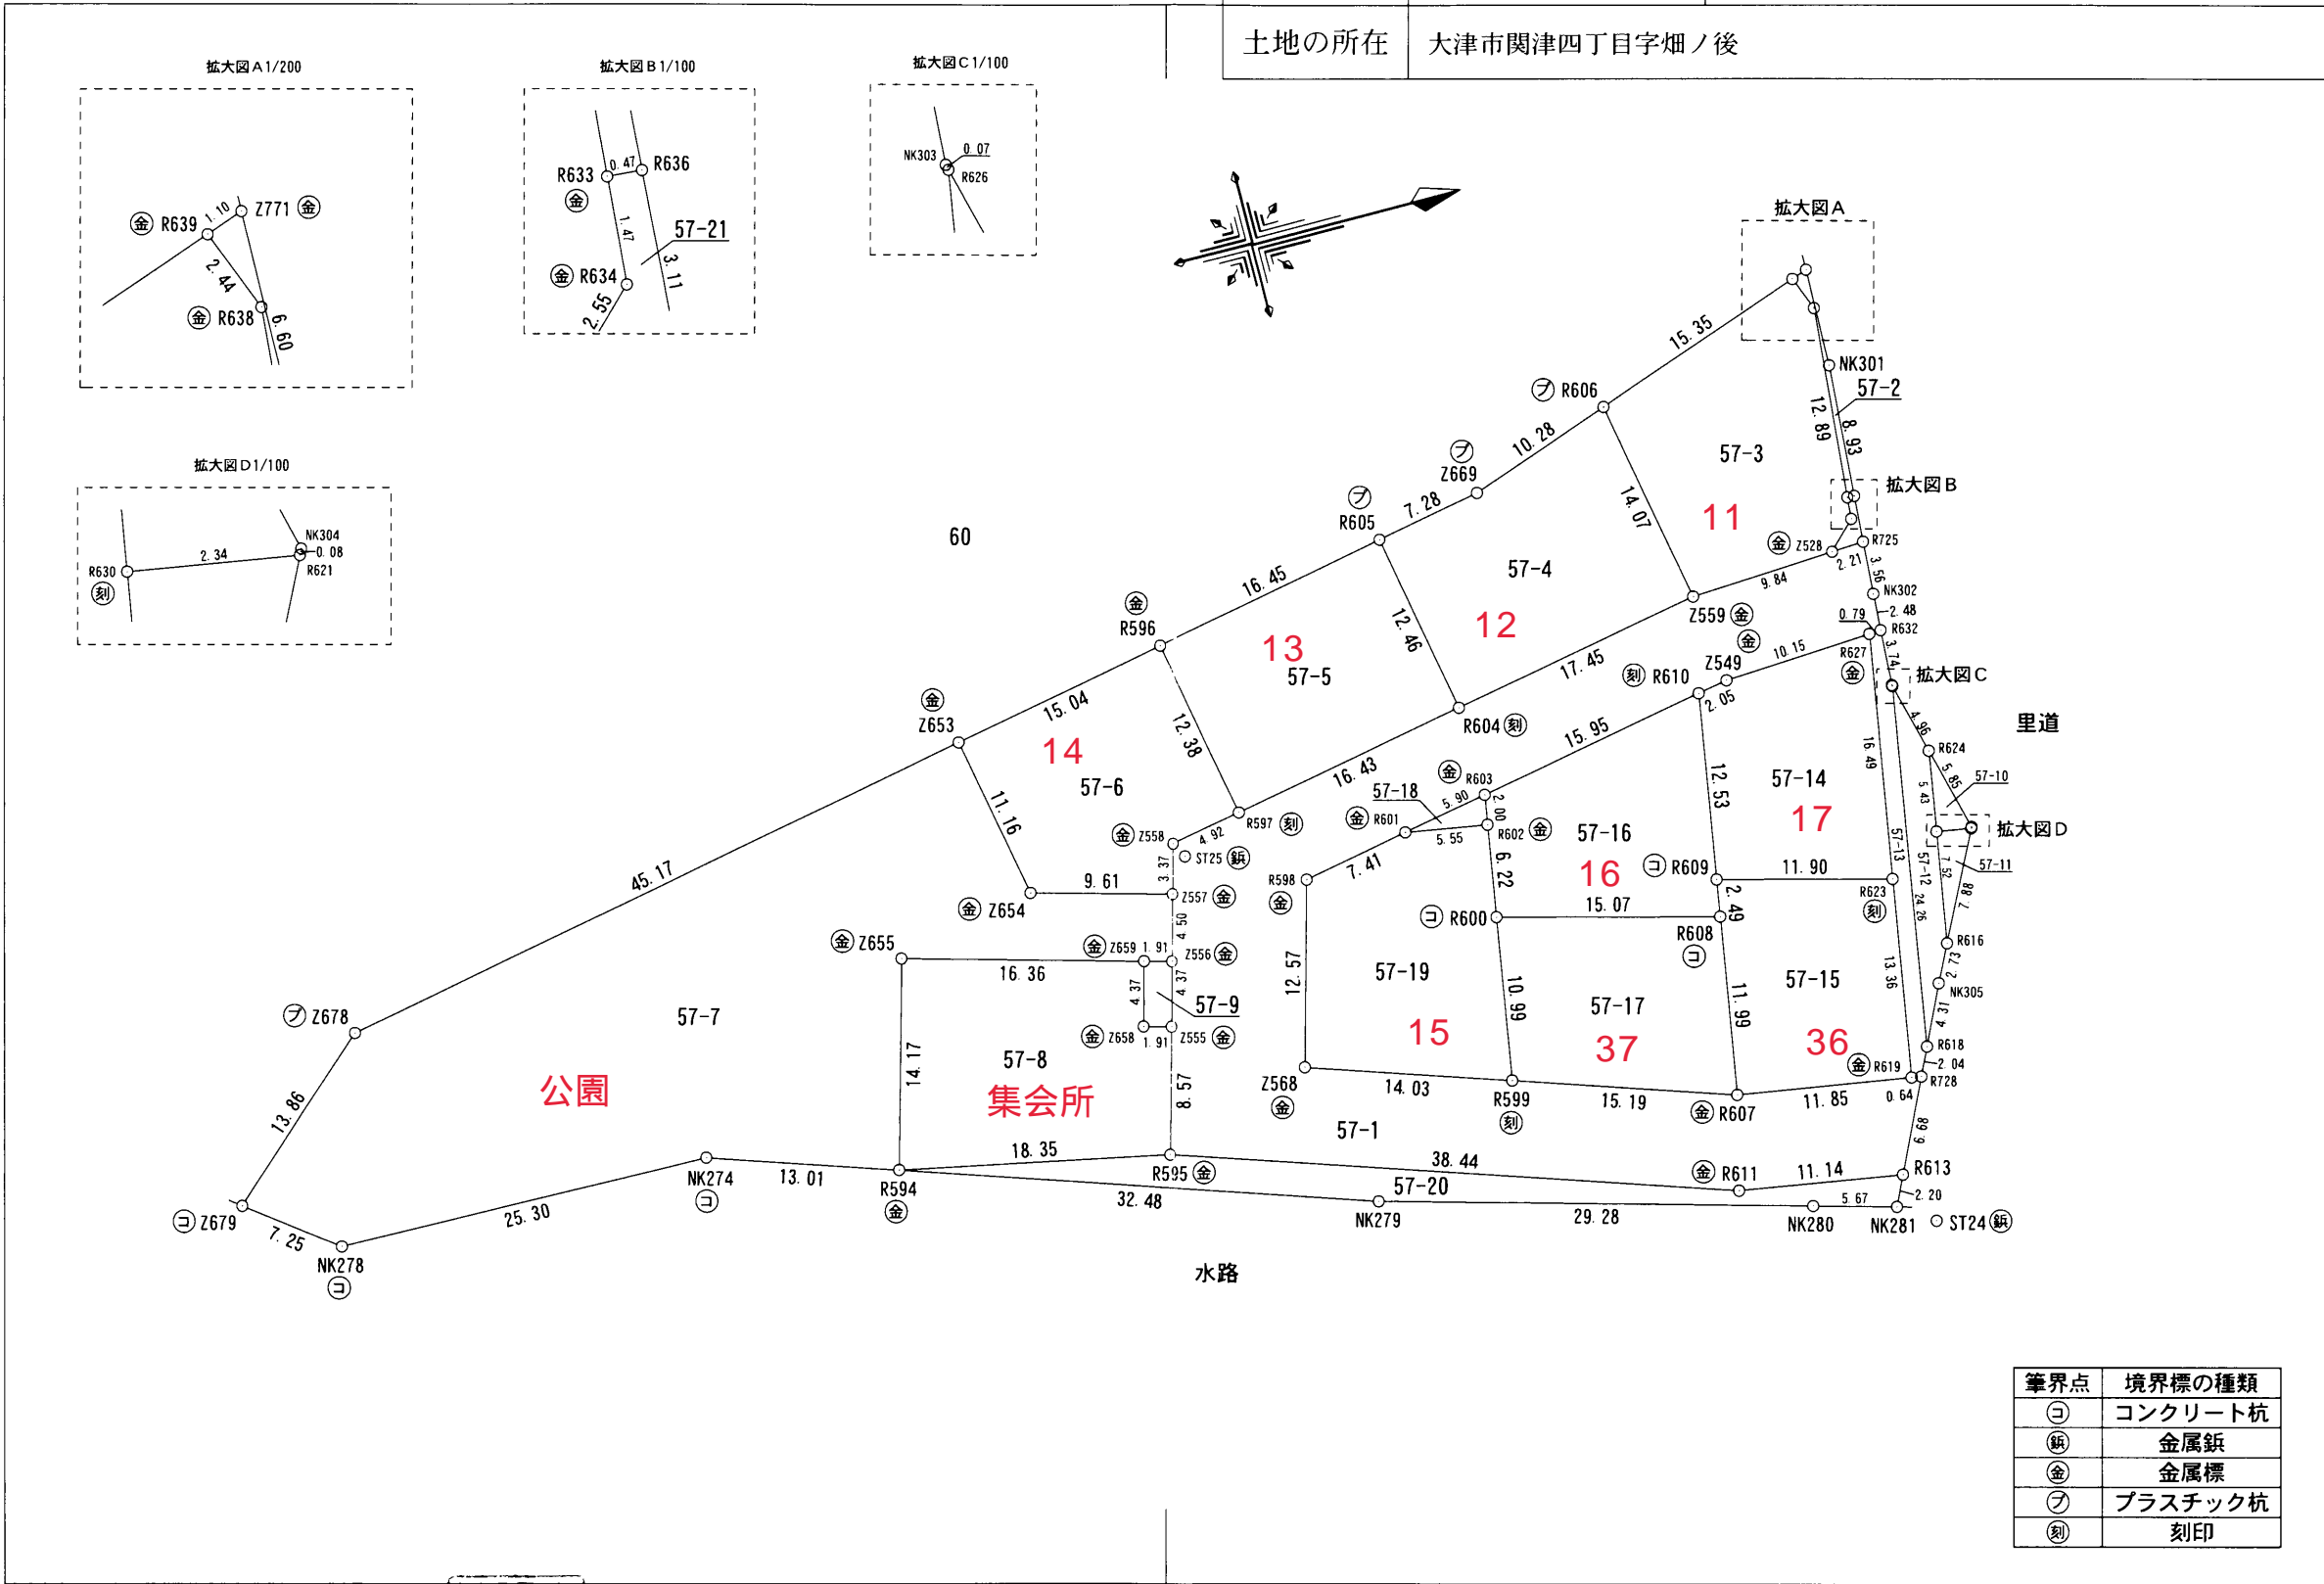 土地の所在 大津市関津四丁目字畑ノ後
拡大図A1/200
R639
1.10
Z771
2.44
R638
6.60
拡大図B1/100
R633
0.47
R636
1.47
57-21
R634
3.11
2.55
拡大図C1/100
NK303
0.07
R626
拡大図D1/100
R630
2.34
NK304
0.08
R621
拡大図A
15.35
NK301
57-2
12.89
8.93
R606
57-3
11
拡大図B
10.28
Z669
14.07
R605
7.28
Z528
R725
2.21
3.56
9.84
NK302
60
57-4
12
16.45
12.46
Z559
0.79
2.48
R632
R596
13
57-5
17.45
Z549
10.15
R627
3.74
拡大図C
R610
2.05
里道
Z653
15.04
14
12.38
R604
15.95
4.96
R624
57-6
16.43
16.49
5.85
57-10
11.16
R603
57-18
5.90
2.00
12.53
57-14
17
5.43
R597
4.92
Z558
ST25
R601
5.55
R602
57-16
16
57-13
拡大図D
45.17
3.37
7.41
6.22
R609
11.90
57-12
7.52
57-11
9.61
Z654
Z557
R598
R623
2.49
24.26
7.88
4.50
R600
15.07
R608
R616
Z655
Z659
1.91
Z556
16.36
57-19
12.57
10.99
57-17
57-15
13.36
2.73
NK305
4.37
4.37
57-9
11.99
4.31
Z678
57-7
Z658
1.91
Z555
15
37
36
R618
57-8
14.17
Z568
R619
2.04
R728
公園
集会所
8.57
14.03
R599
15.19
R607
11.85
0.64
13.86
57-1
6.68
NK274
13.01
18.35
R595
38.44
R611
11.14
R613
R594
57-20
2.20
Z679
7.25
25.30
32.48
NK279
29.28
NK280
5.67
NK281
ST24
NK278
水路
筆界点 境界標の種類
コ コンクリート杭
鋲 金属鋲
金 金属標
プ プラスチック杭
刻 刻印